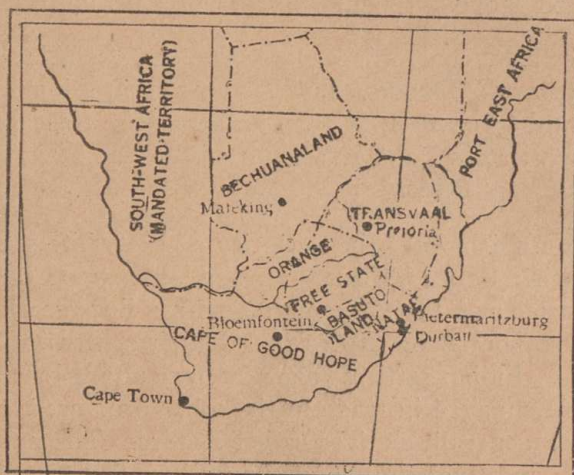 SOUTH-WEST AFRICA
(MANDATED TERRITORY)
PORT EAST AFRICA
BECHUANALAND
Mafeking
TRANSVAAL
Pretoria
ORANGE
FREE STATE
BASUTO
LAND
NATAL
Bloemfontein
Pietermaritzburg
Durban
CAPE OF GOOD HOPE
Cape Town